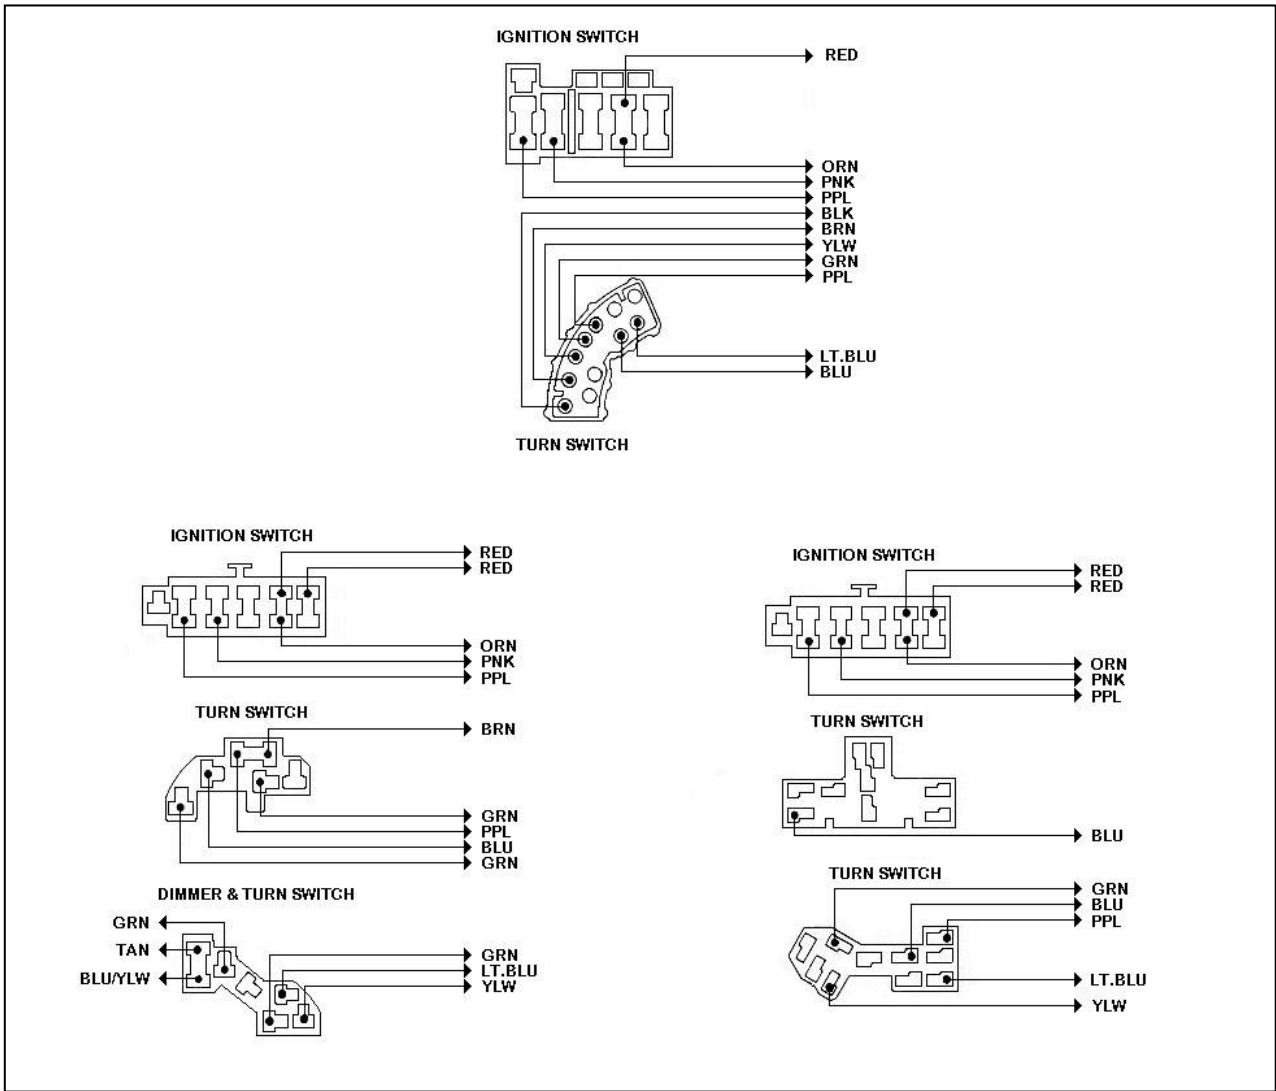 IGNITION SWITCH
RED
ORN
PNK
PPL
BLK
BRN
YLW
GRN
PPL
LT.BLU
BLU
TURN SWITCH
IGNITION SWITCH
RED
RED
ORN
PNK
PPL
TURN SWITCH
BRN
GRN
PPL
BLU
GRN
DIMMER & TURN SWITCH
GRN
TAN
BLU/YLW
GRN
LT.BLU
YLW
IGNITION SWITCH
RED
RED
ORN
PNK
PPL
TURN SWITCH
BLU
TURN SWITCH
GRN
BLU
PPL
LT.BLU
YLW